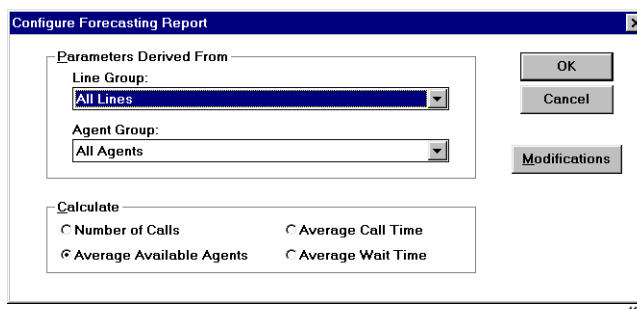 Configure Forecasting Report
Parameters Derived From
Line Group:
All Lines
Agent Group:
All Agents
OK
Cancel
Modifications
Calculate
Number of Calls
Average Call Time
Average Available Agents
Average Wait Time